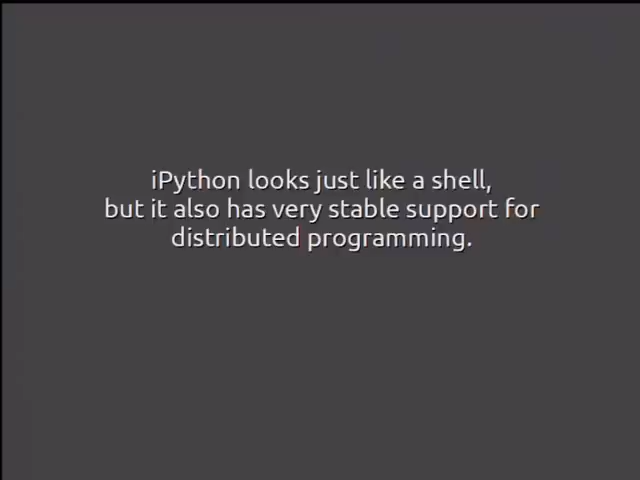 iPython looks just like a shell,
but it also has very stable support for
distributed programming.